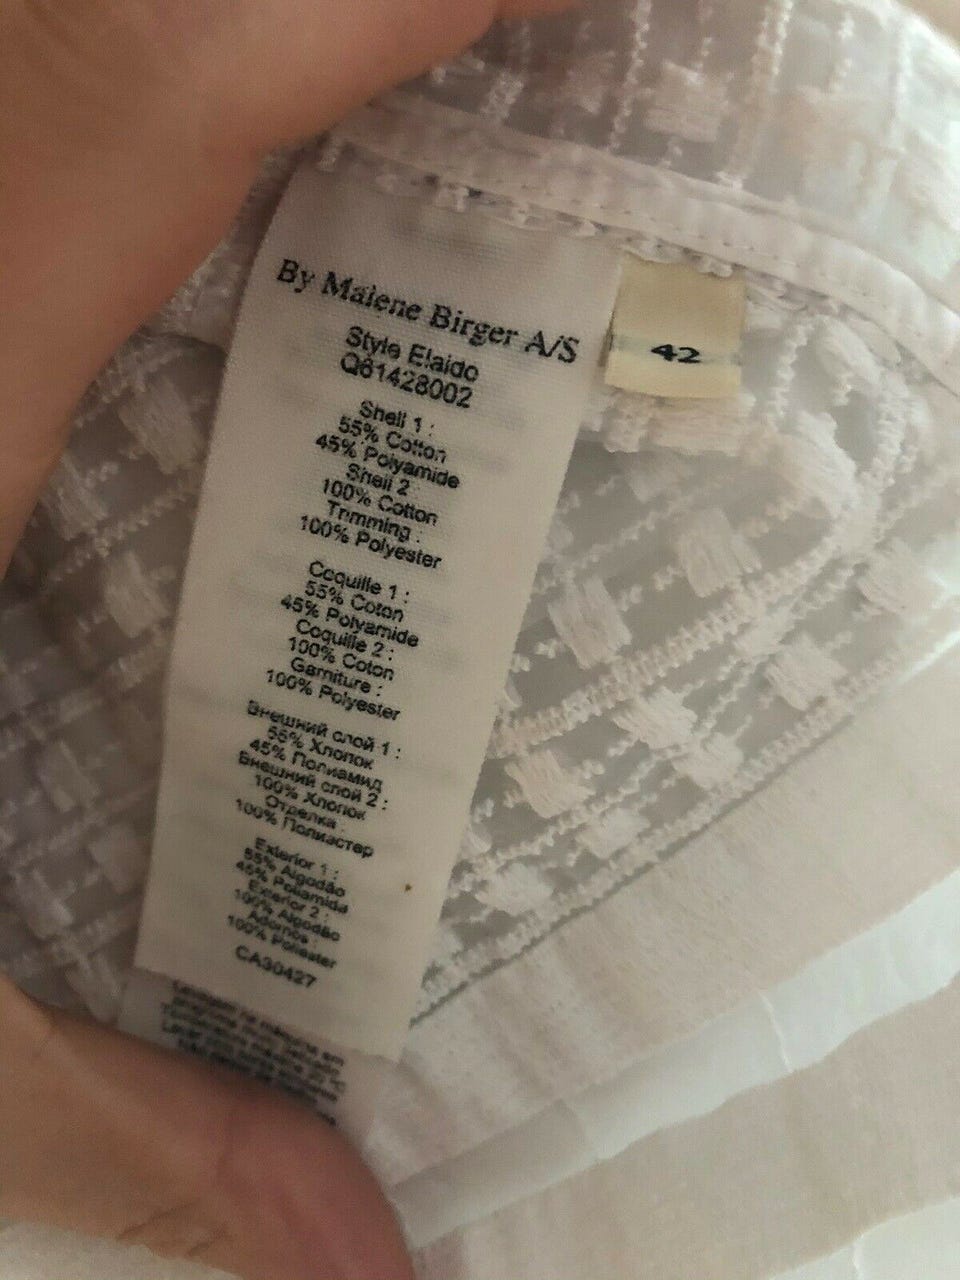 By Malene Birger A/S
Style Elaido
Q61428002
Shell 1 :
55% Cotton
45% Polyamide
Shell 2
100% Cotton
Trimming :
100% Polyester
Coquille 1 :
55% Coton
45% Polyamide
Coquille 2 :
100% Coton
Garniture :
100% Polyester
Внешний слой 1 :
55% Хлопок
45% Полиамид
Внешний слой 2 :
100% Хлопок
Отделка :
100% Полиэстер
Exterior 1 :
55% Algodão
45% Poliamida
Exterior 2 :
100% Algodão
Adornos :
100% Poliéster
CA30427
42